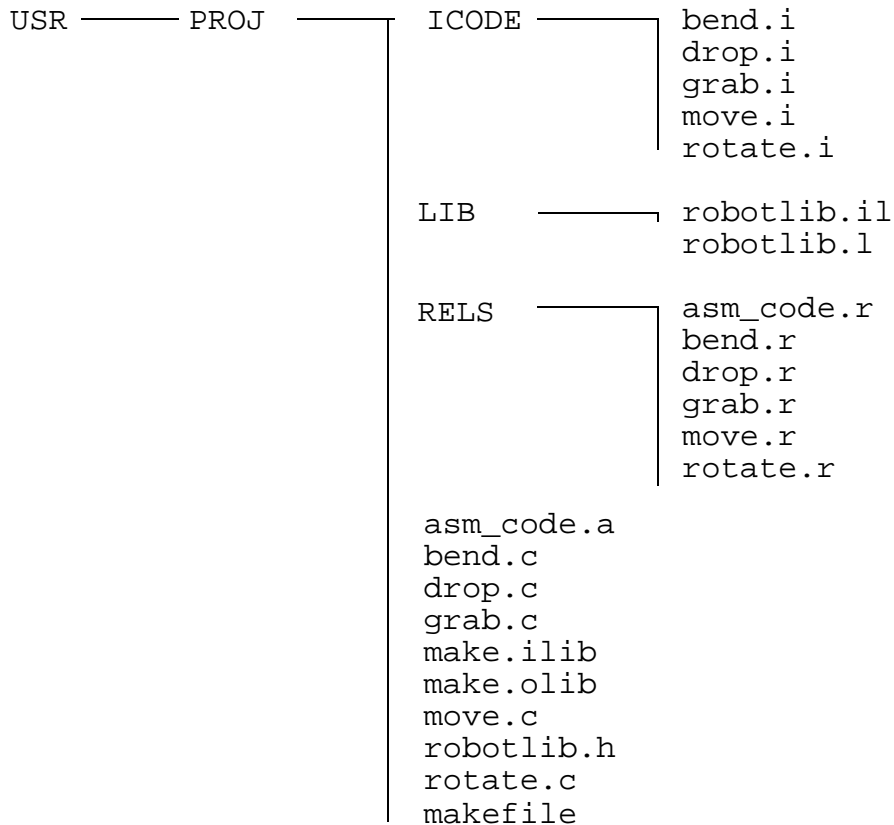 USR PROJ ICODE bend.i
drop.i
grab.i
move.i
rotate.i
LIB robotlib.il
robotlib.l
RELS asm_code.r
bend.r
drop.r
grab.r
move.r
rotate.r
asm_code.a
bend.c
drop.c
grab.c
make.ilib
make.olib
move.c
robotlib.h
rotate.c
makefile